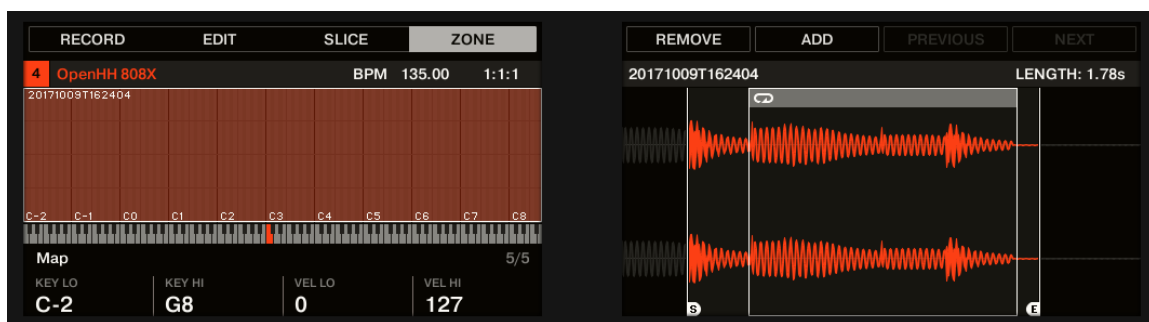 RECORD EDIT SLICE ZONE
4 OpenHH 808X BPM 135.00 1:1:1
20171009T162404
C-2 C-1 C0 C1 C2 C3 C4 C5 C6 C7 C8
Map 5/5
KEY LO KEY HI VEL LO VEL HI
C-2 G8 0 127
REMOVE ADD PREVIOUS NEXT
20171009T162404 LENGTH: 1.78s
S E